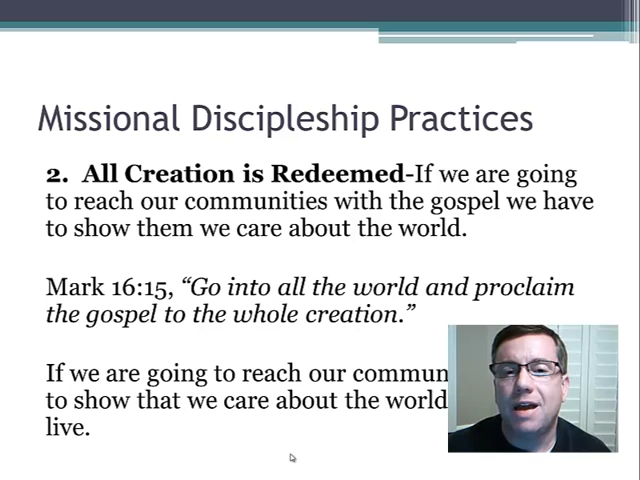 Missional Discipleship Practices
2. All Creation is Redeemed-If we are going
to reach our communities with the gospel we have
to show them we care about the world.
Mark 16:15, “Go into all the world and proclaim
the gospel to the whole creation.”
If we are going to reach our
to show that we care about the world
live.